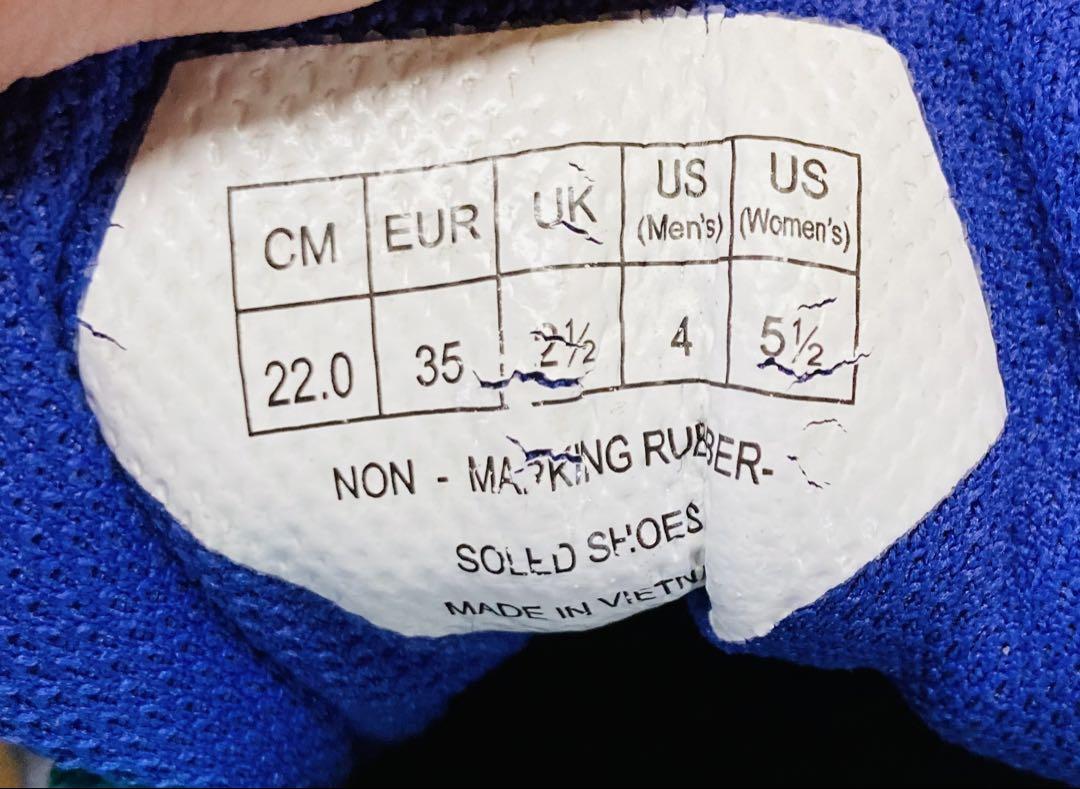 CM EUR UK US (Men's) US (Women's)
22.0 35 2½ 4 5½
NON - MARKING RUBBER-
SOLED SHOES
MADE IN VIETNA